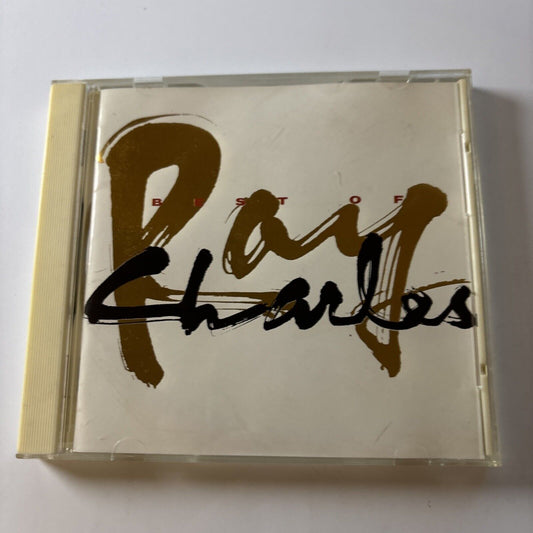 BEST OF
Ray
Charles